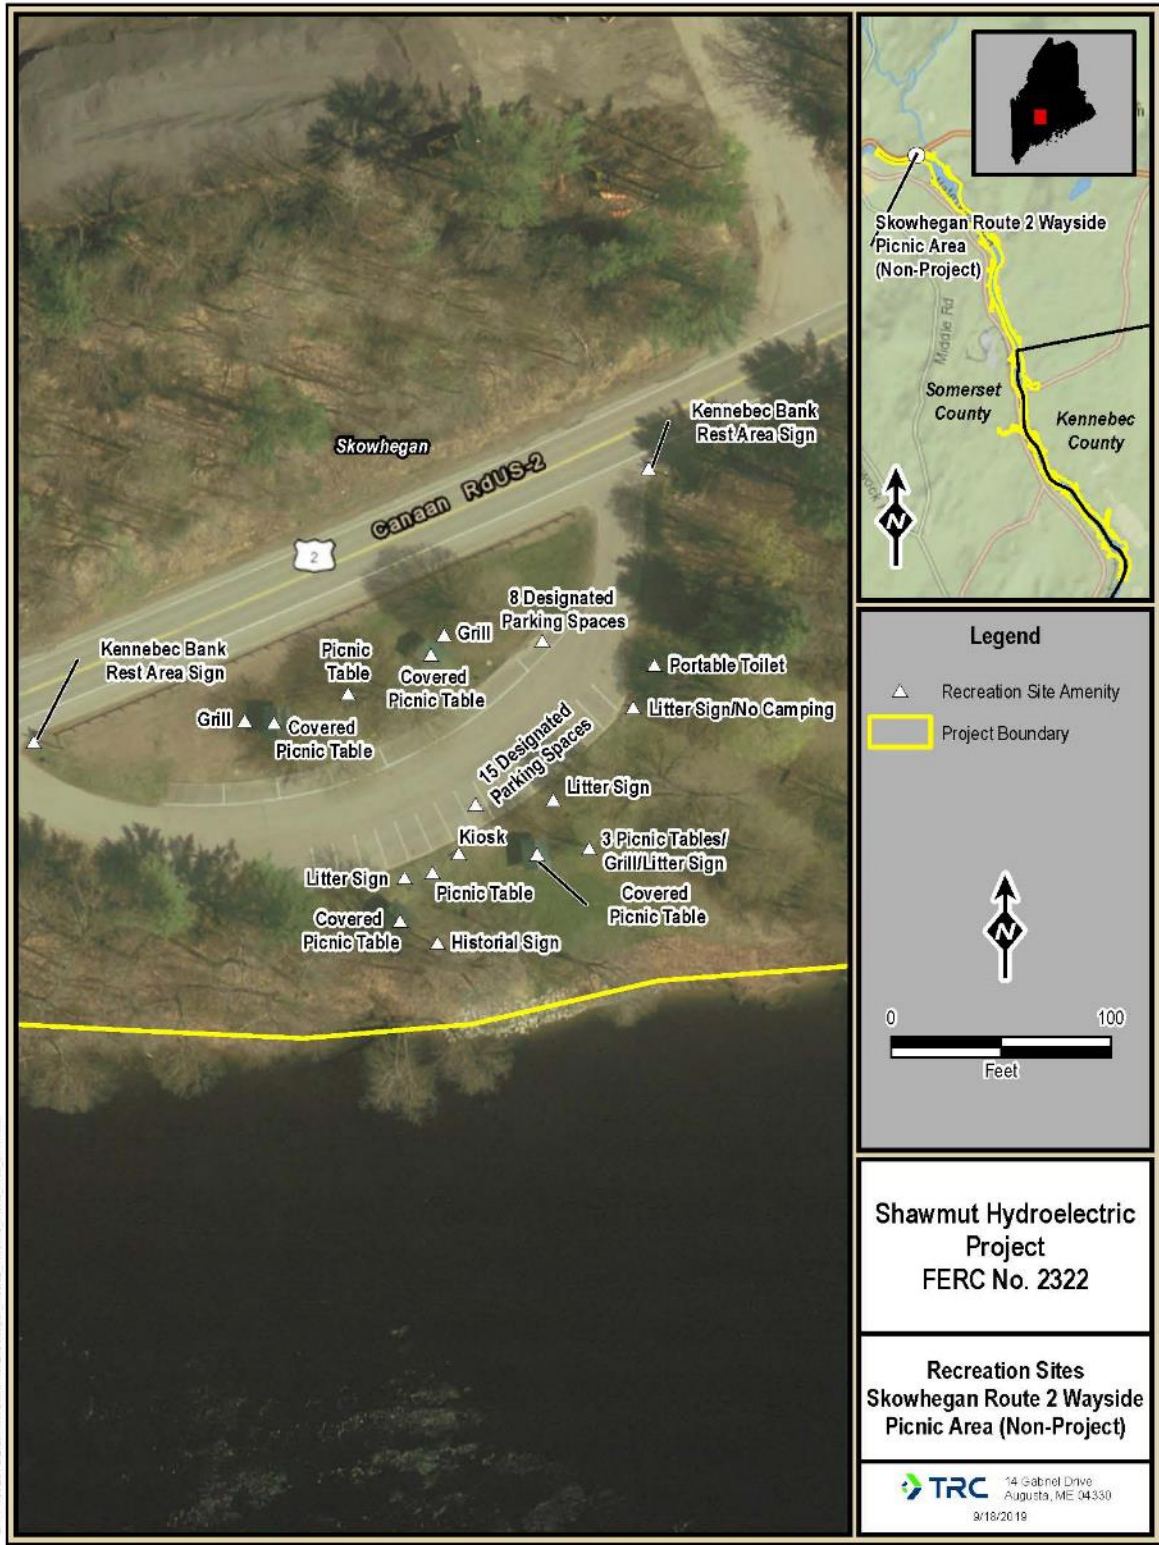 Skowhegan
Canaan RdUS-2
2
Kennebec Bank
Rest Area Sign
8 Designated
Parking Spaces
Grill
Picnic
Table
Covered
Picnic Table
Kennebec Bank
Rest Area Sign
Portable Toilet
Litter Sign/No Camping
Grill
Covered
Picnic Table
15 Designated
Parking Spaces
Litter Sign
Kiosk
3 Picnic Tables/
Grill/Litter Sign
Litter Sign
Picnic Table
Covered
Picnic Table
Covered
Picnic Table
Historial Sign
Skowhegan Route 2 Wayside
Picnic Area
(Non-Project)
Middle Rd
Somerset
County
Kennebec
County
N
Legend
Recreation Site Amenity
Project Boundary
N
0 100
Feet
Shawmut Hydroelectric
Project
FERC No. 2322
Recreation Sites
Skowhegan Route 2 Wayside
Picnic Area (Non-Project)
TRC
14 Gabriel Drive
Augusta, ME 04330
9/18/2019